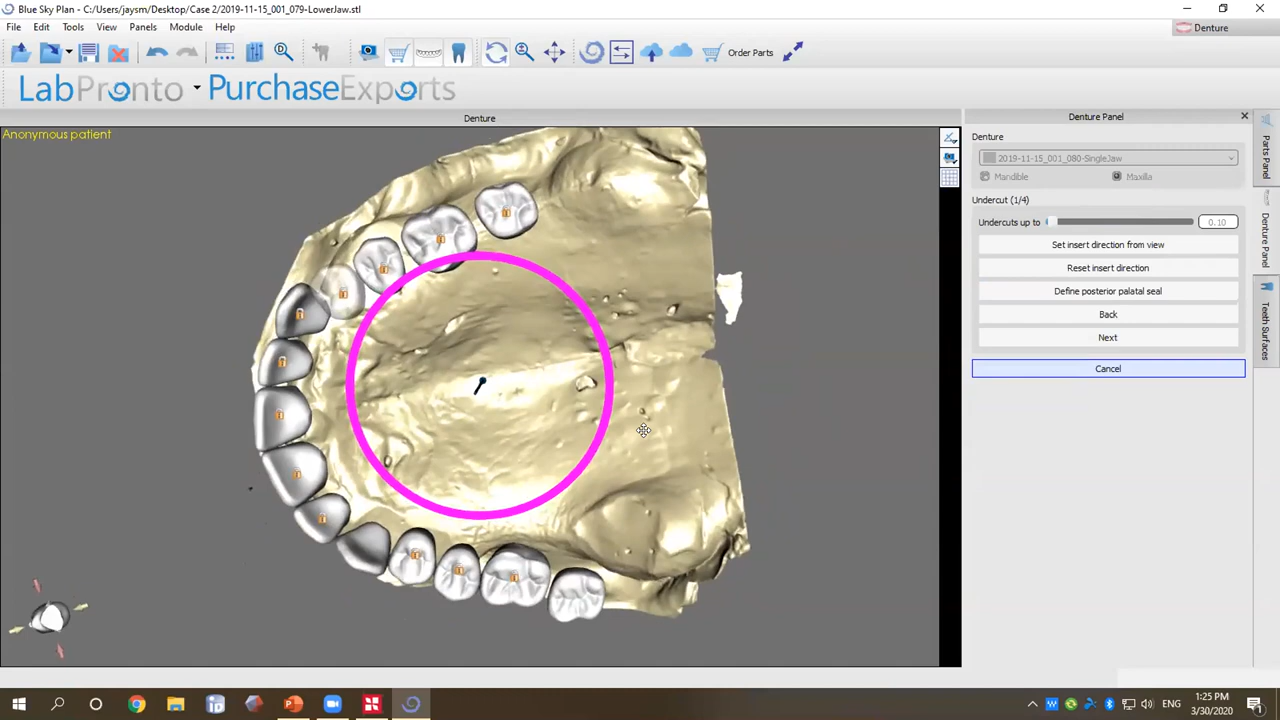 Blue Sky Plan - C:/Users/jaysm/Desktop/Case 2/2019-11-15_001_079-LowerJaw.stl
File Edit Tools View Panels Module Help
Denture
Order Parts
LabPronto PurchaseExports
Denture
Anonymous patient
Denture Panel
Denture
2019-11-15_001_080-SingleJaw
Mandible Maxilla
Undercut (1/4)
Undercuts up to 0.10
Set insert direction from view
Reset insert direction
Define posterior palatal seal
Back
Next
Cancel
Parts Panel
Denture Panel
Teeth Surfaces
1:25 PM
3/30/2020